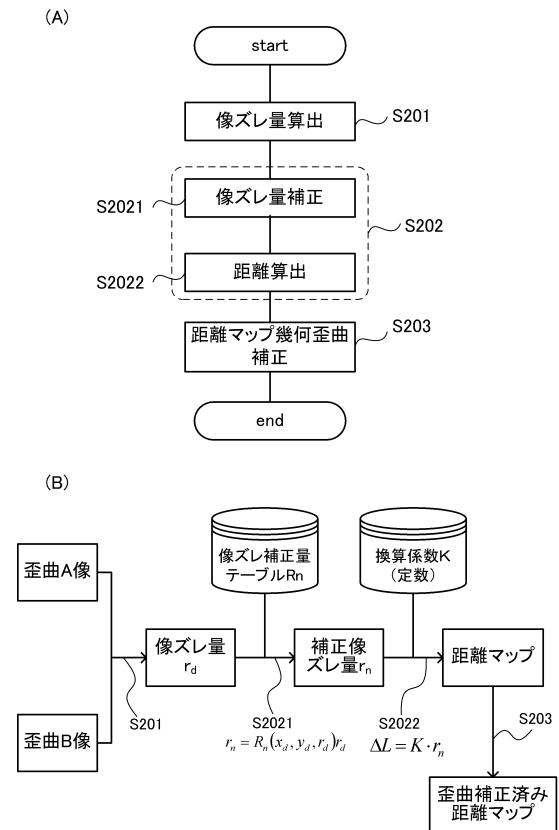 (A)
start
像ズレ量算出
S201
像ズレ量補正
S2021
S202
距離算出
S2022
距離マップ幾何歪曲
補正
S203
end
(B)
歪曲A像
歪曲B像
S201
像ズレ量
rd
像ズレ補正量
テーブルRn
S2021
rn = Rn(xd, yd, rd)rd
補正像
ズレ量rn
換算係数K
(定数)
S2022
ΔL = K・rn
距離マップ
S203
歪曲補正済み
距離マップ